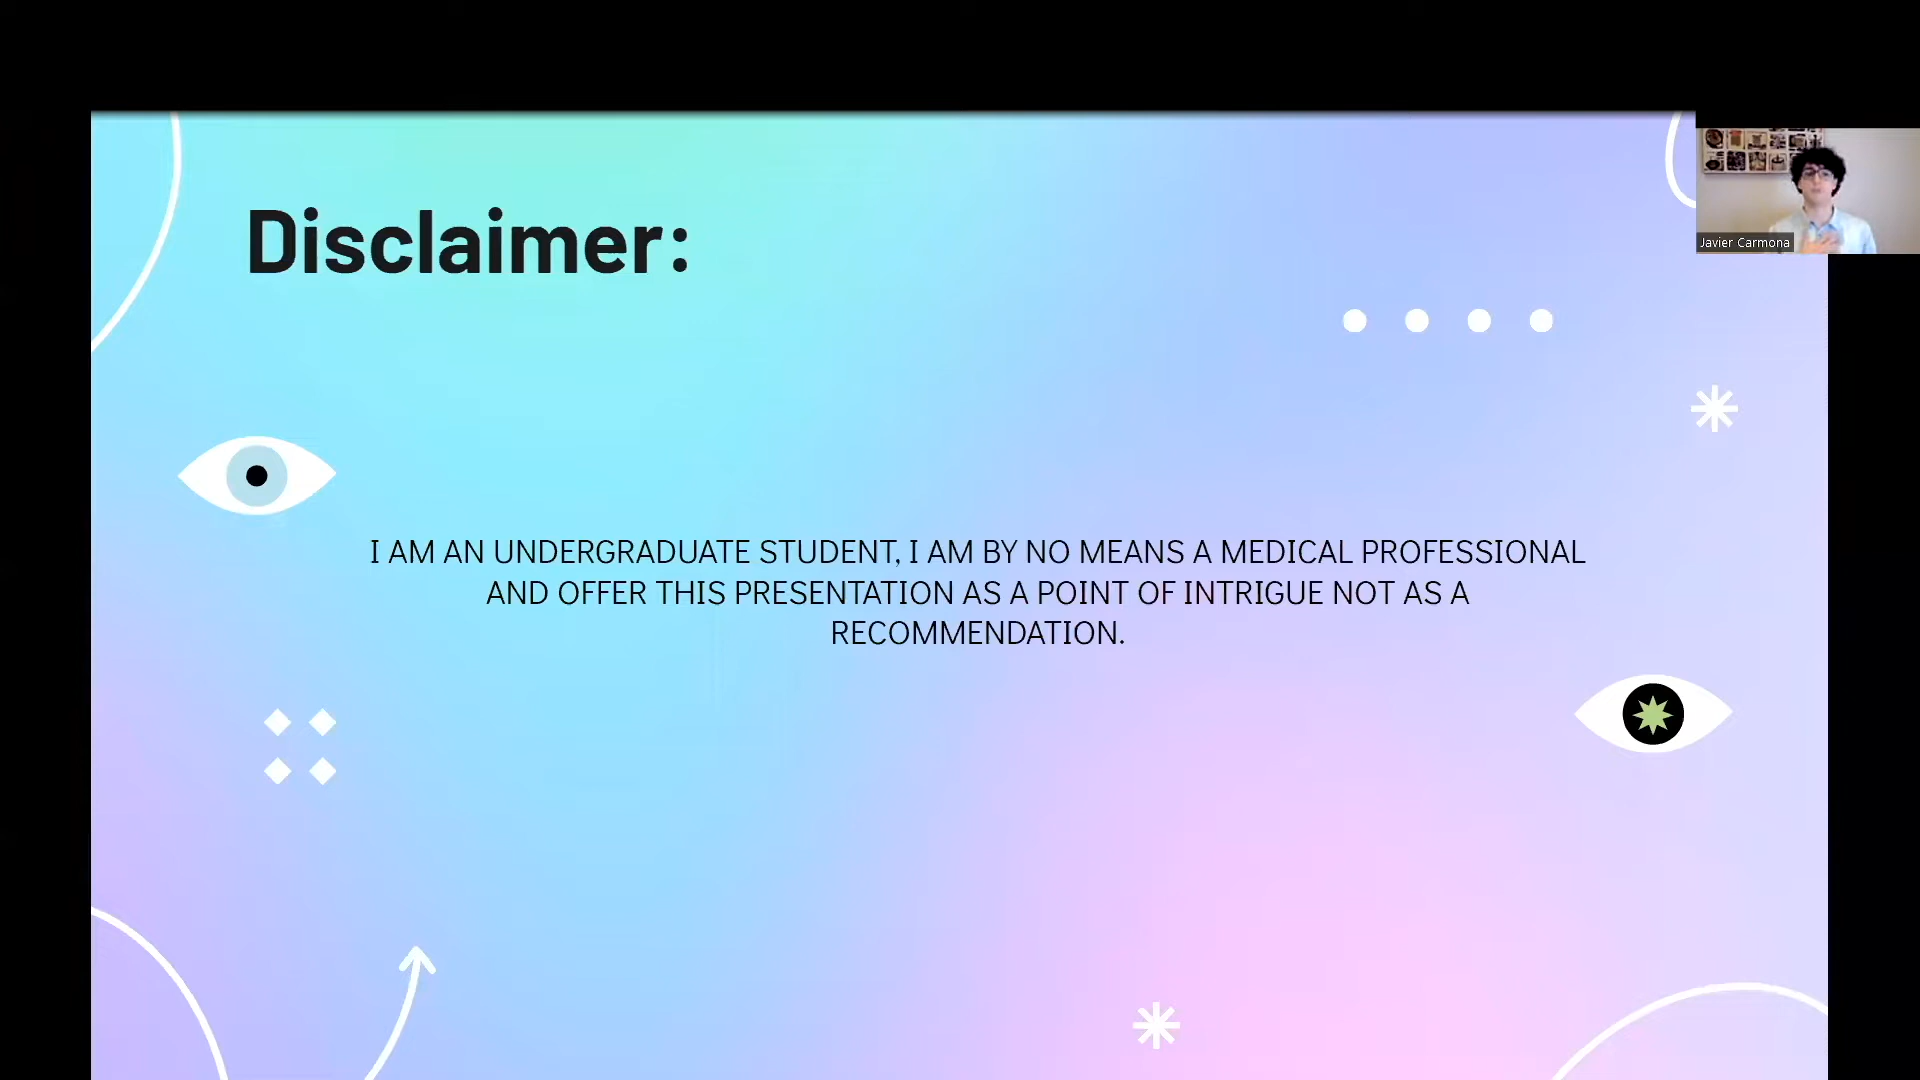 Disclaimer:
Javier Carmona
I AM AN UNDERGRADUATE STUDENT, I AM BY NO MEANS A MEDICAL PROFESSIONAL
AND OFFER THIS PRESENTATION AS A POINT OF INTRIGUE NOT AS A
RECOMMENDATION.